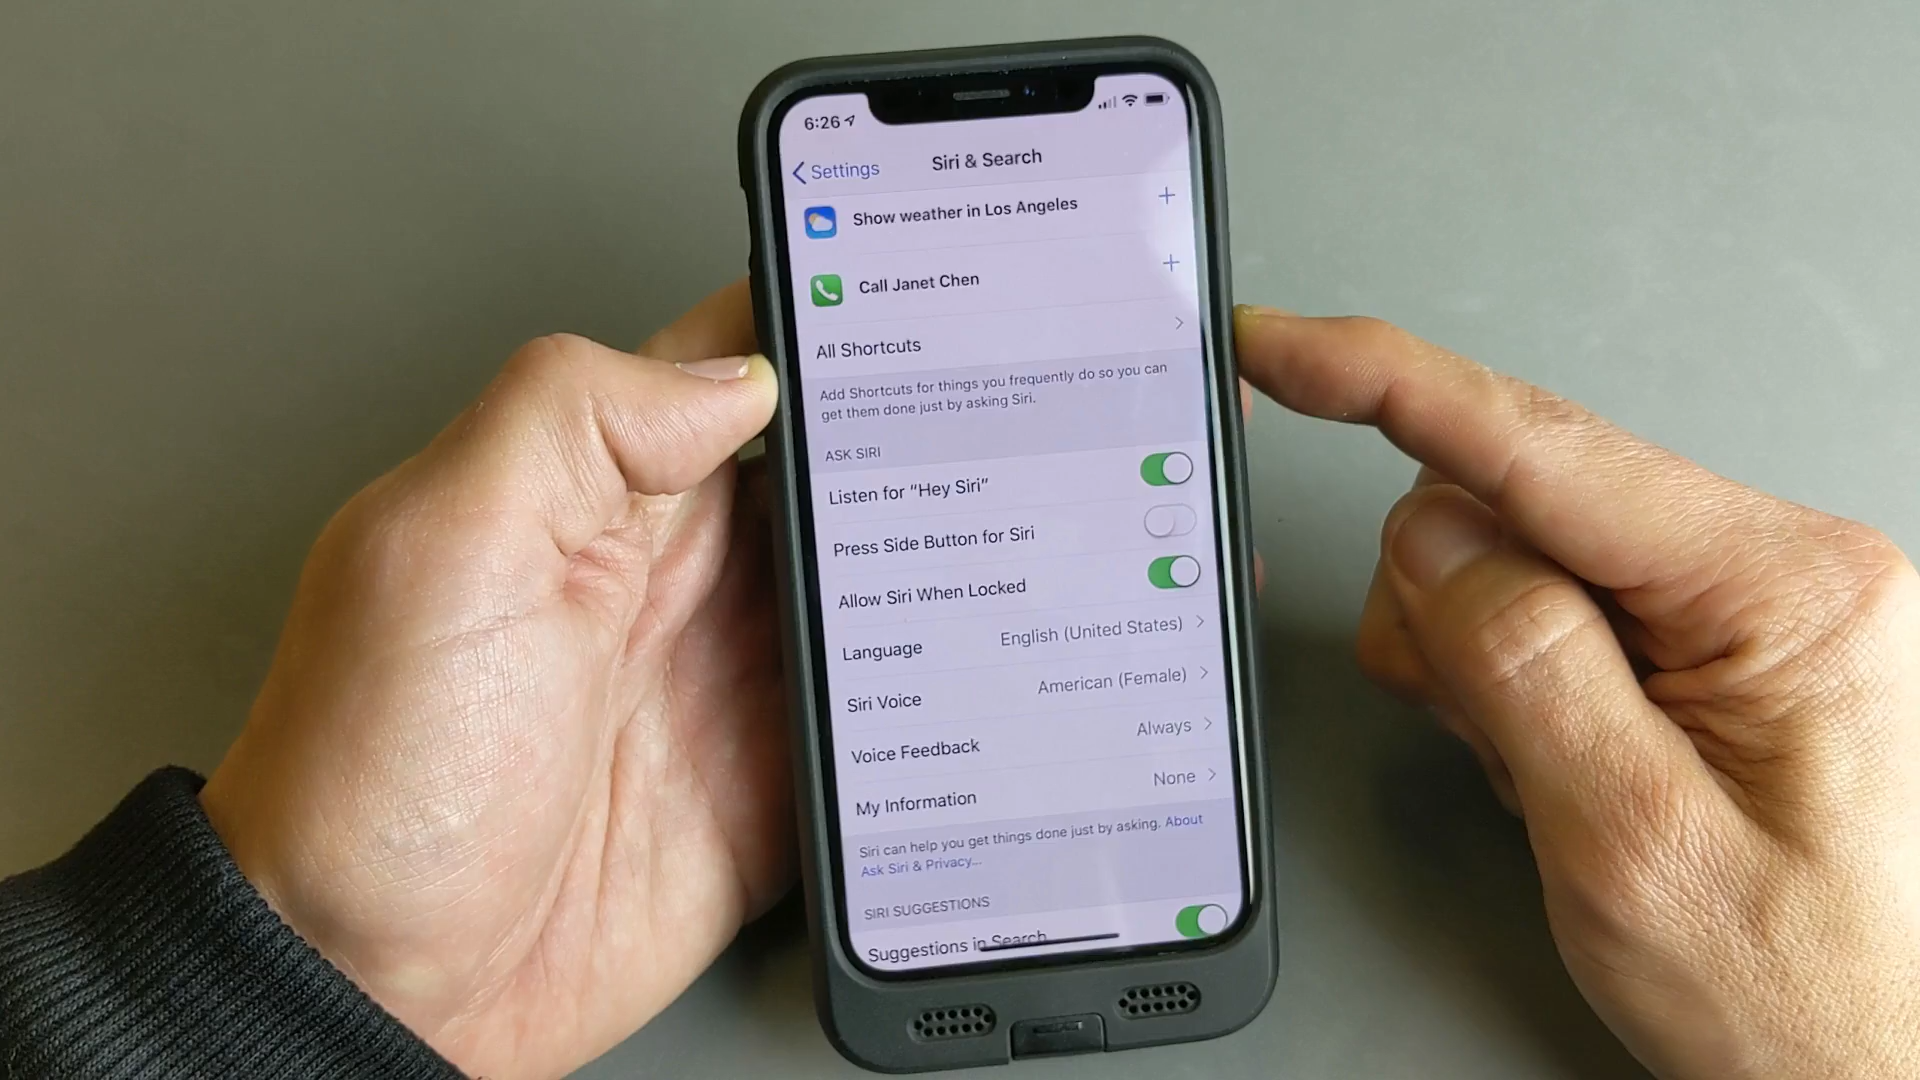 6:26
Settings
Siri & Search
Show weather in Los Angeles
Call Janet Chen
All Shortcuts
Add Shortcuts for things you frequently do so you can
get them done just by asking Siri.
ASK SIRI
Listen for “Hey Siri”
Press Side Button for Siri
Allow Siri When Locked
Language English (United States)
Siri Voice American (Female)
Voice Feedback Always
My Information None
Siri can help you get things done just by asking. About
Ask Siri & Privacy...
SIRI SUGGESTIONS
Suggestions in Search